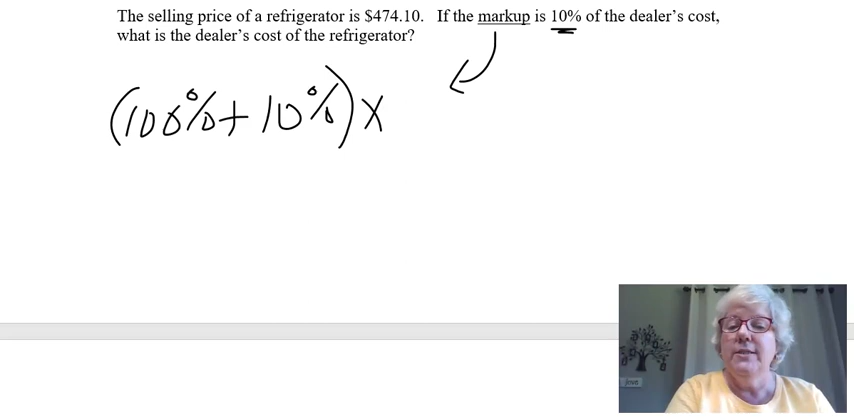 The selling price of a refrigerator is $474.10. If the markup is 10% of the dealer's cost,
what is the dealer's cost of the refrigerator?
(100%+10%)x
love